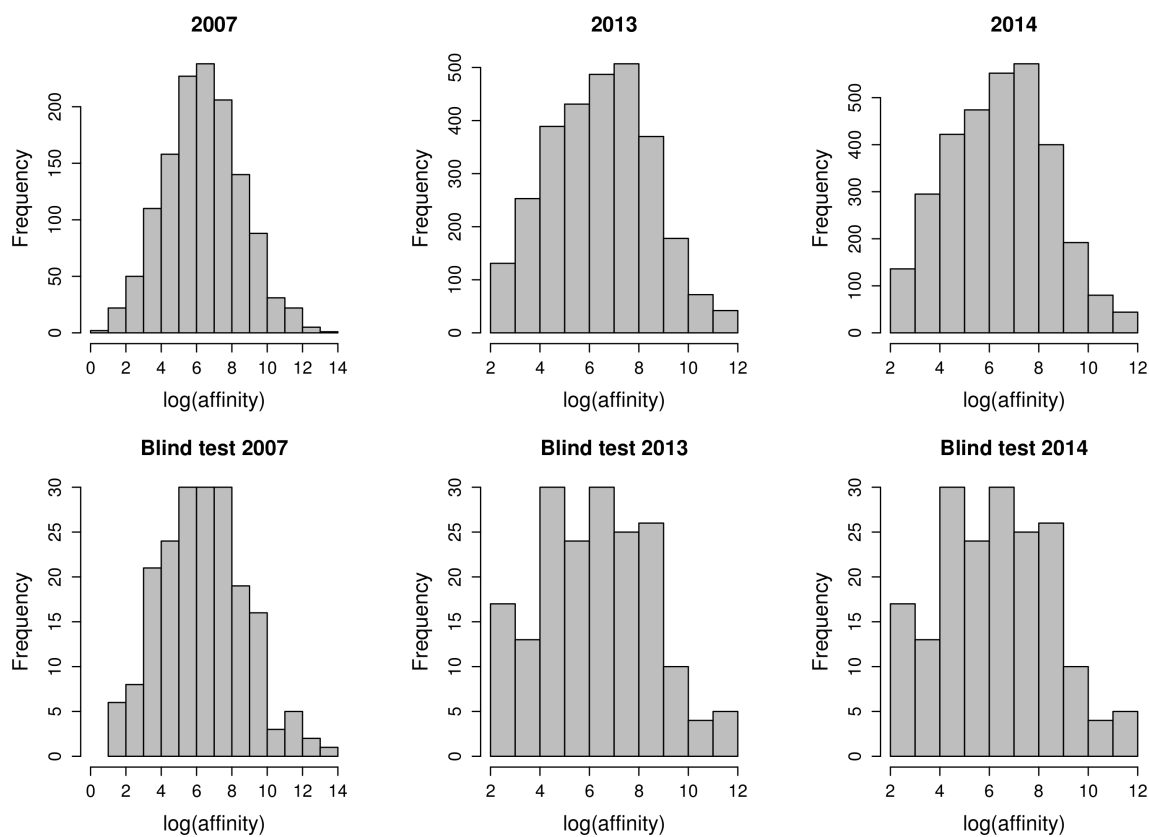 2007
Frequency
0 50 100 150 200
0 2 4 6 8 10 12 14
log(affinity)
2013
Frequency
0 100 200 300 400 500
2 4 6 8 10 12
log(affinity)
2014
Frequency
0 100 200 300 400 500
2 4 6 8 10 12
log(affinity)
Blind test 2007
Frequency
0 5 10 15 20 25 30
0 2 4 6 8 10 12 14
log(affinity)
Blind test 2013
Frequency
0 5 10 15 20 25 30
2 4 6 8 10 12
log(affinity)
Blind test 2014
Frequency
0 5 10 15 20 25 30
2 4 6 8 10 12
log(affinity)